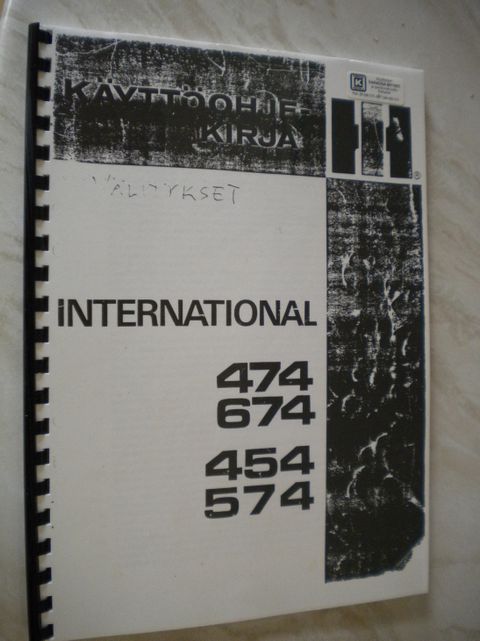 KÄYTTÖOHJE-
KIRJA
VÄLITYKSET
INTERNATIONAL
474
674
454
574